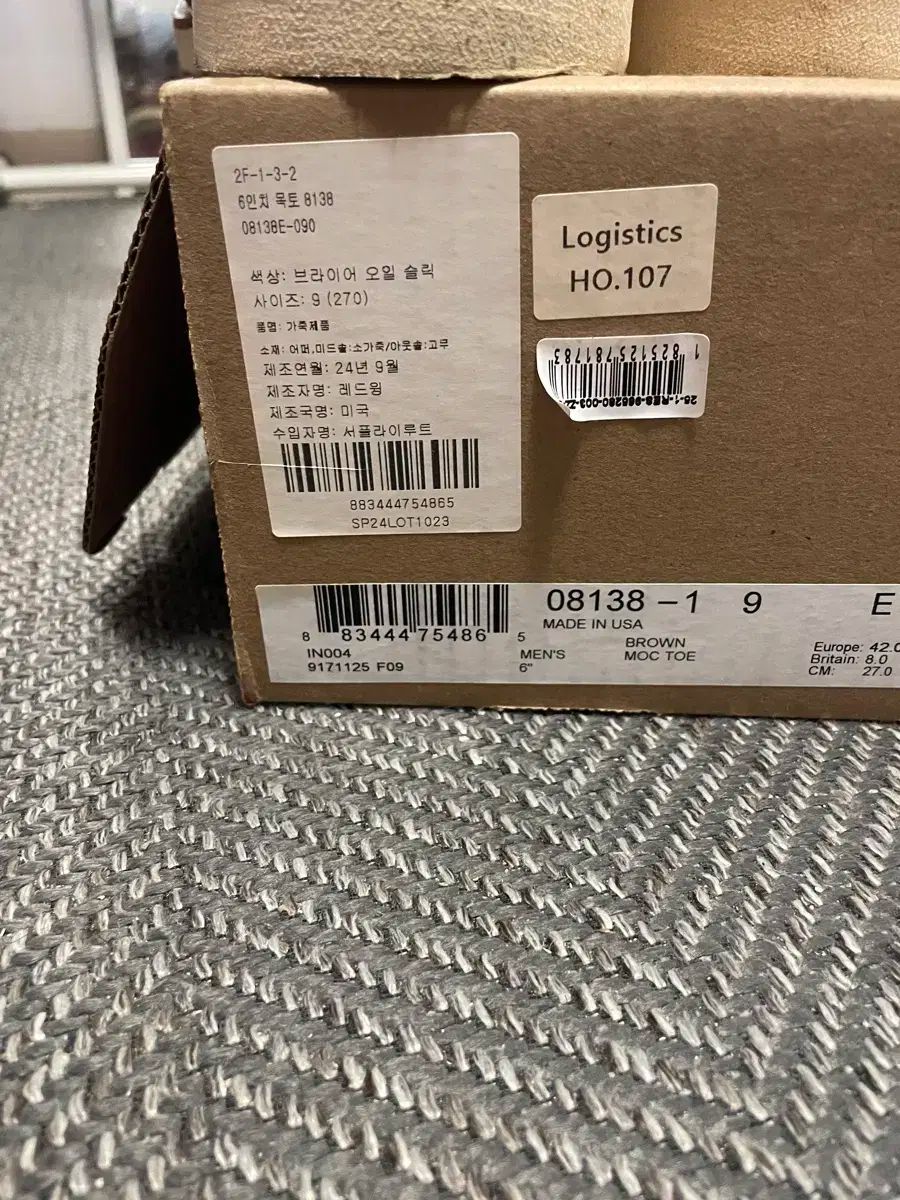 2F-1-3-2
6인치 목토 8138
08138E-090
색상: 브라이어 오일 슬릭
사이즈: 9 (270)
품명: 가죽제품
소재: 어퍼,미드솔:소가죽/아웃솔:고무
제조연월: 24년 9월
제조자명: 레드윙
제조국명: 미국
수입자명: 서플라이루트
883444754865
SP24LOT1023
Logistics
HO.107
1 825125781783
8 83444 75486 5
IN004
9171125 F09
08138 -1 9 E
MADE IN USA
MEN'S
6"
BROWN
MOC TOE
Europe: 42.0
Britain: 8.0
CM: 27.0